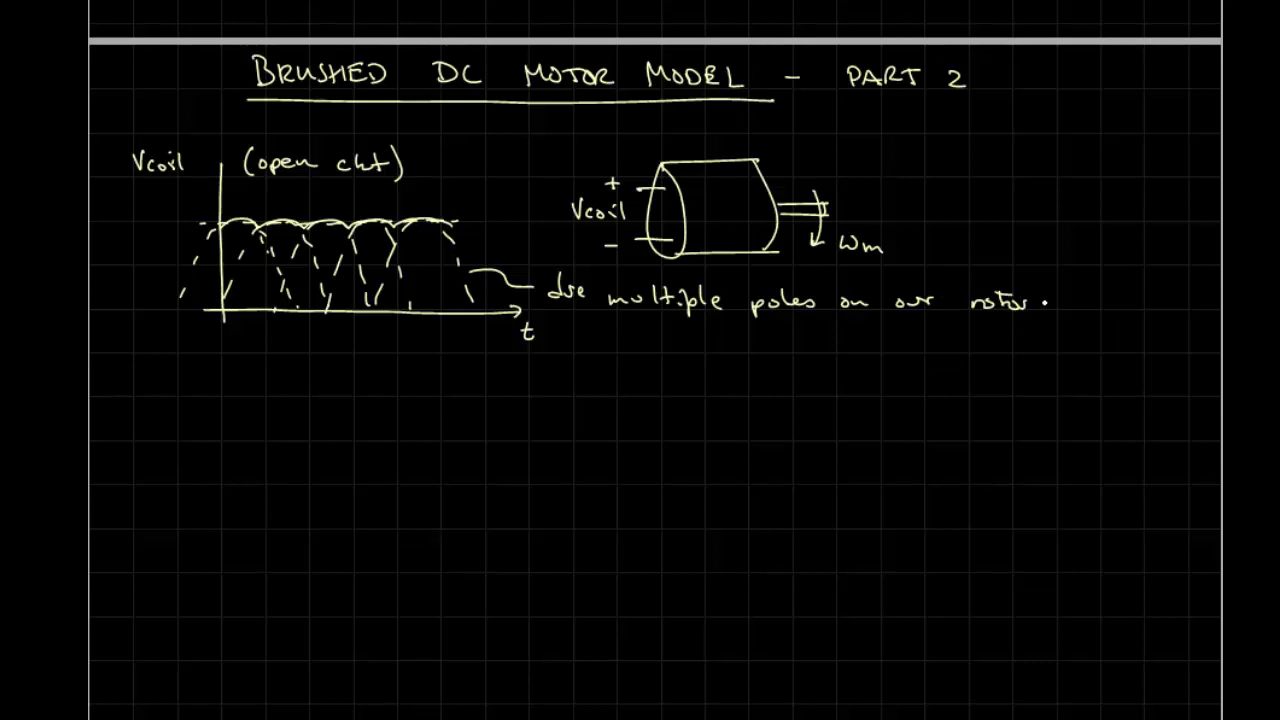 BRUSHED DC MOTOR MODEL - PART 2
Vcoil (open ckt)
+
Vcoil
-
ωm
due multiple poles on our rotor.
t